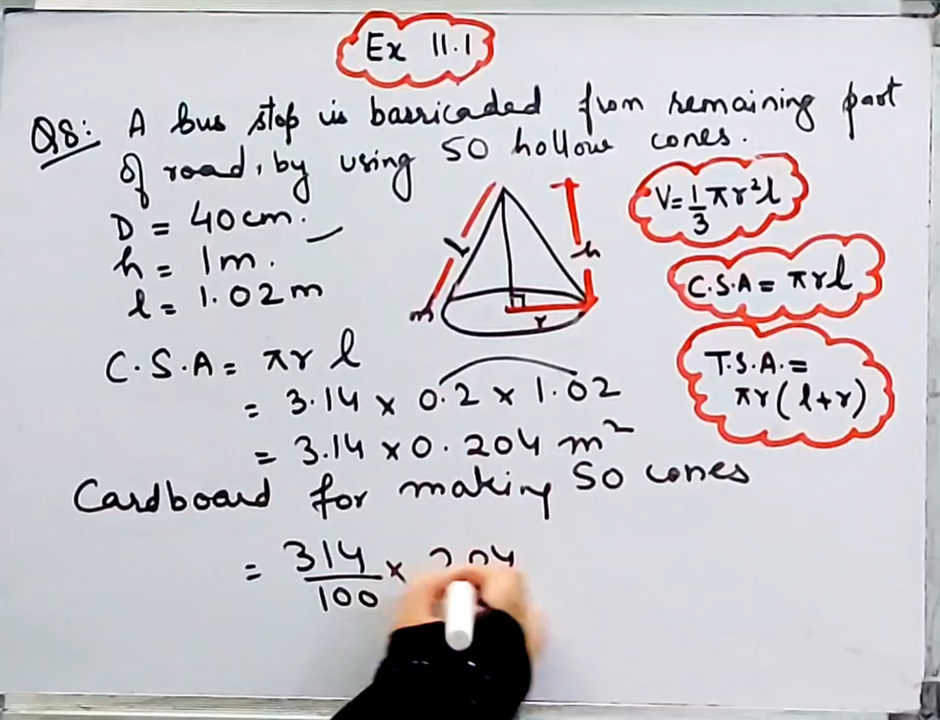 Ex 11.1
Q8: A bus stop is barricaded from remaining part
of road, by using 50 hollow cones.
D = 40cm.
h = 1m.
l = 1.02m
l
h
r
m
V = 1/3 πr²l
C.S.A = πrl
T.S.A. =
πr(l+r)
C.S.A = πr l
= 3.14 × 0.2 × 1.02
= 3.14 × 0.204 m²
Cardboard for making 50 cones
= 314/100 × 204